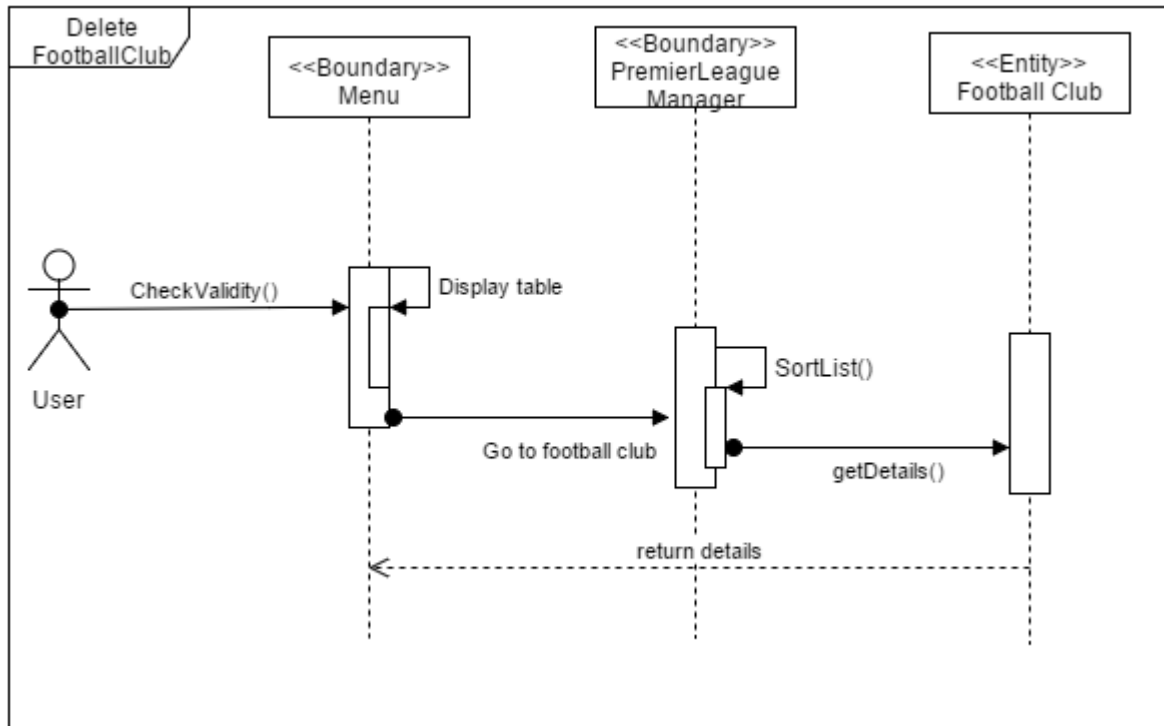 Delete
FootballClub
<<Boundary>>
Menu
<<Boundary>>
PremierLeague
Manager
<<Entity>>
Football Club
CheckValidity()
Display table
SortList()
User
Go to football club
getDetails()
return details